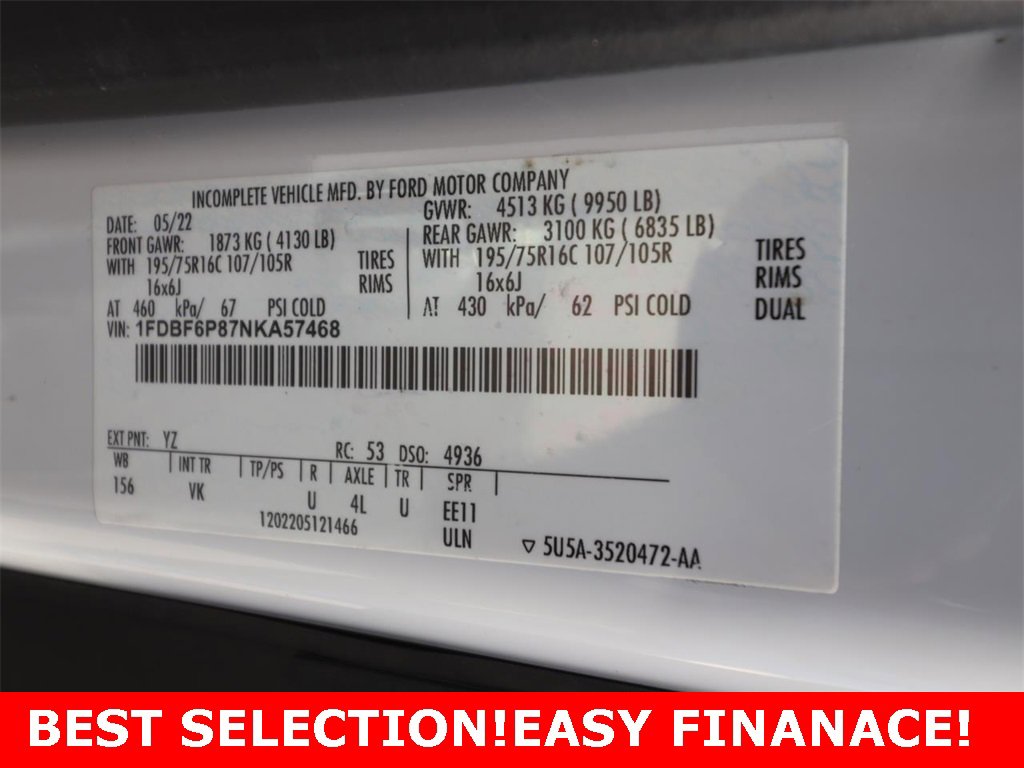 INCOMPLETE VEHICLE MFD. BY FORD MOTOR COMPANY
DATE: 05/22 GVWR: 4513 KG ( 9950 LB)
FRONT GAWR: 1873 KG ( 4130 LB) REAR GAWR: 3100 KG ( 6835 LB)
WITH 195/75R16C 107/105R TIRES WITH 195/75R16C 107/105R TIRES
16x6J RIMS 16x6J RIMS
AT 460 kPa/ 67 PSI COLD AT 430 kPa/ 62 PSI COLD DUAL
VIN: 1FDBF6P87NKA57468
EXT PNT: YZ RC: 53 DSO: 4936
WB INT TR TP/PS R AXLE TR SPR
156 VK U 4L U EE11
1202205121466 ULN ▽ 5U5A-3520472-AA
BEST SELECTION!EASY FINANACE!